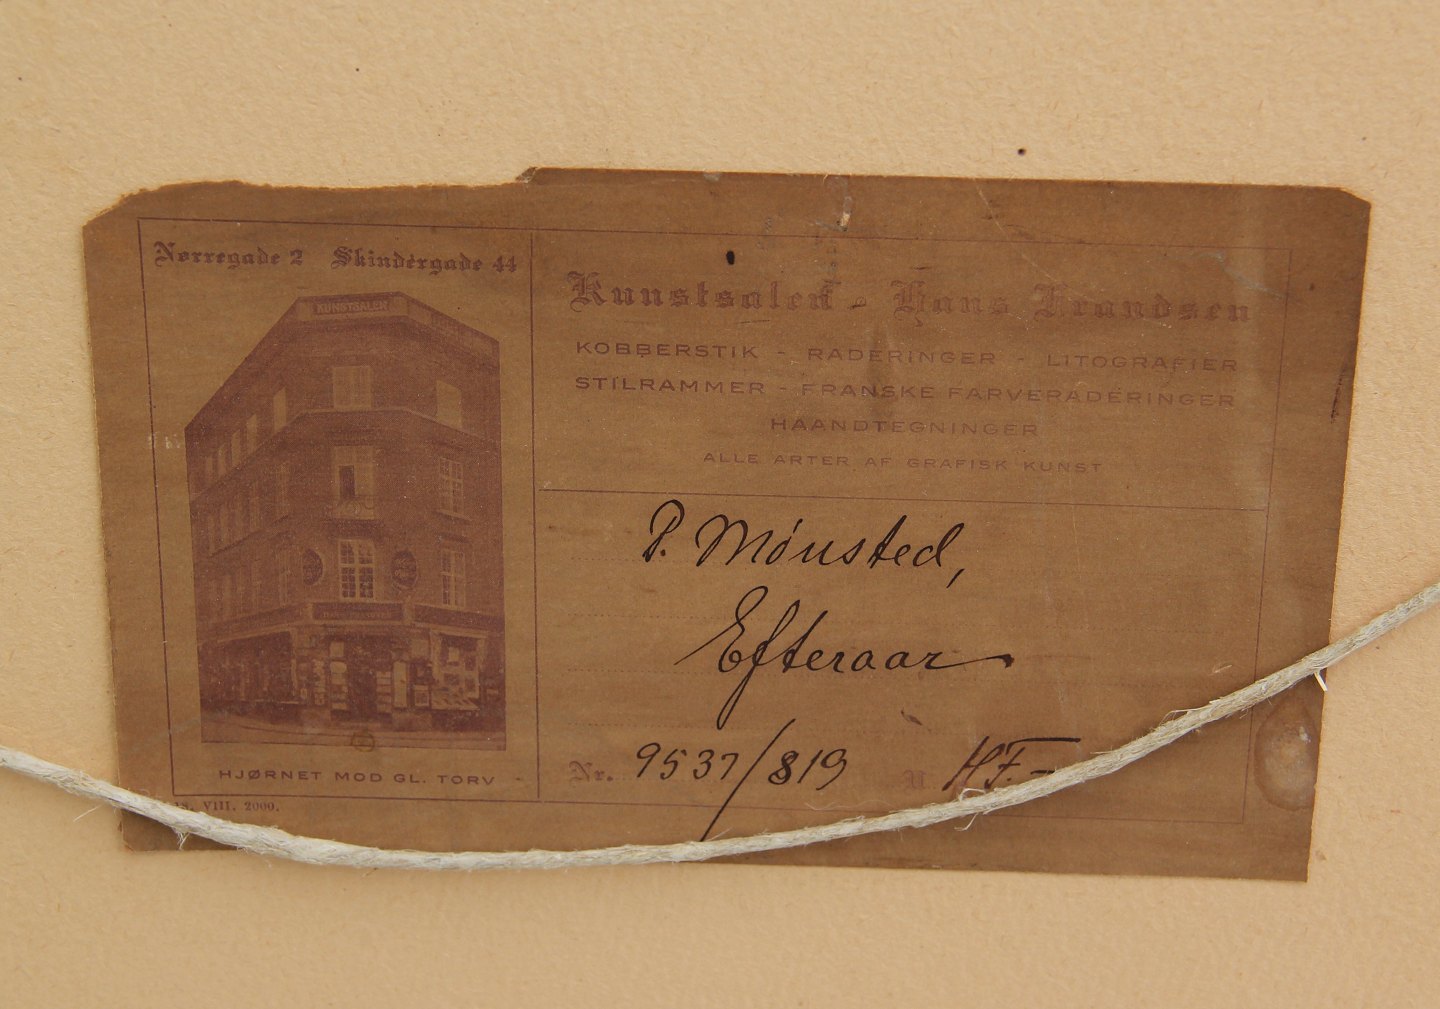 Nørregade 2 Skindergade 44
KUNSTSALEN
HJØRNET MOD GL. TORV
VIII. 2000.
Kunstsalen - Hans Frandsen
KOBBERSTIK - RADERINGER - LITOGRAFIER
STILRAMMER - FRANSKE FARVERADERINGER
HAANDTEGNINGER
ALLE ARTER AF GRAFISK KUNST
P. Mønsted,
Efteraar
Nr. 9537/819 H.F.-